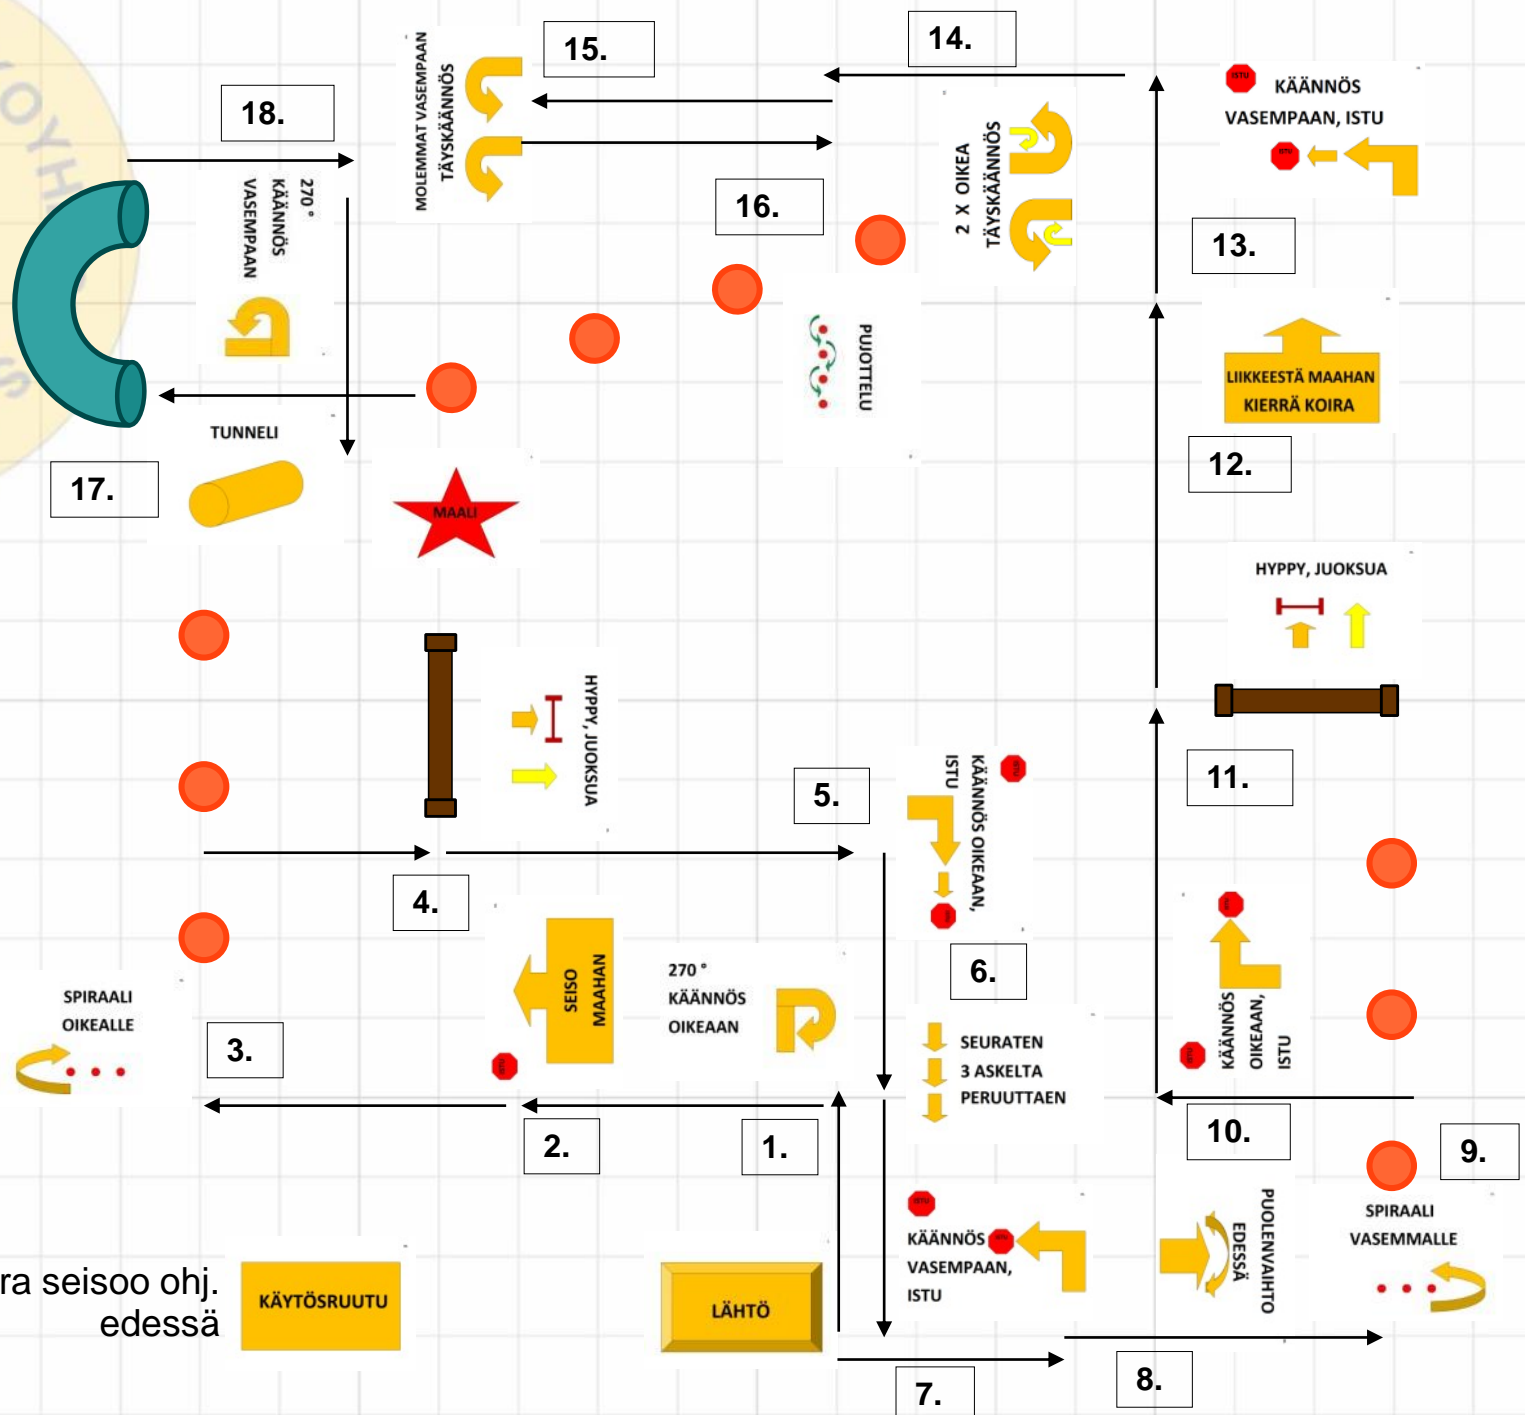 15.
14.
18.
MOLEMMAT VASEMPAAN
TÄYSKÄÄNNÖS
ISTU
KÄÄNNÖS
VASEMPAAN, ISTU
2 X OIKEA
TÄYSKÄÄNNÖS
270 °
KÄÄNNÖS
VASEMPAAN
16.
13.
PUJOTTELU
LIIKKEESTÄ MAAHAN
KIERRÄ KOIRA
12.
TUNNELI
17.
MAALI
HYPPY, JUOKSUA
HYPPY, JUOKSUA
11.
5.
KÄÄNNÖS OIKEAAN,
ISTU
4.
6.
SEISO
MAAHAN
270 °
KÄÄNNÖS
OIKEAAN
KÄÄNNÖS
OIKEAAN,
ISTU
SPIRAALI
OIKEALLE
3.
SEURATEN
3 ASKELTA
PERUUTTAEN
2.
1.
10.
9.
KÄÄNNÖS
VASEMPAAN,
ISTU
PUOLENVAIHTO
EDESSÄ
SPIRAALI
VASEMMALLE
ra seisoo ohj.
edessä
KÄYTÖSRUUTU
LÄHTÖ
7.
8.